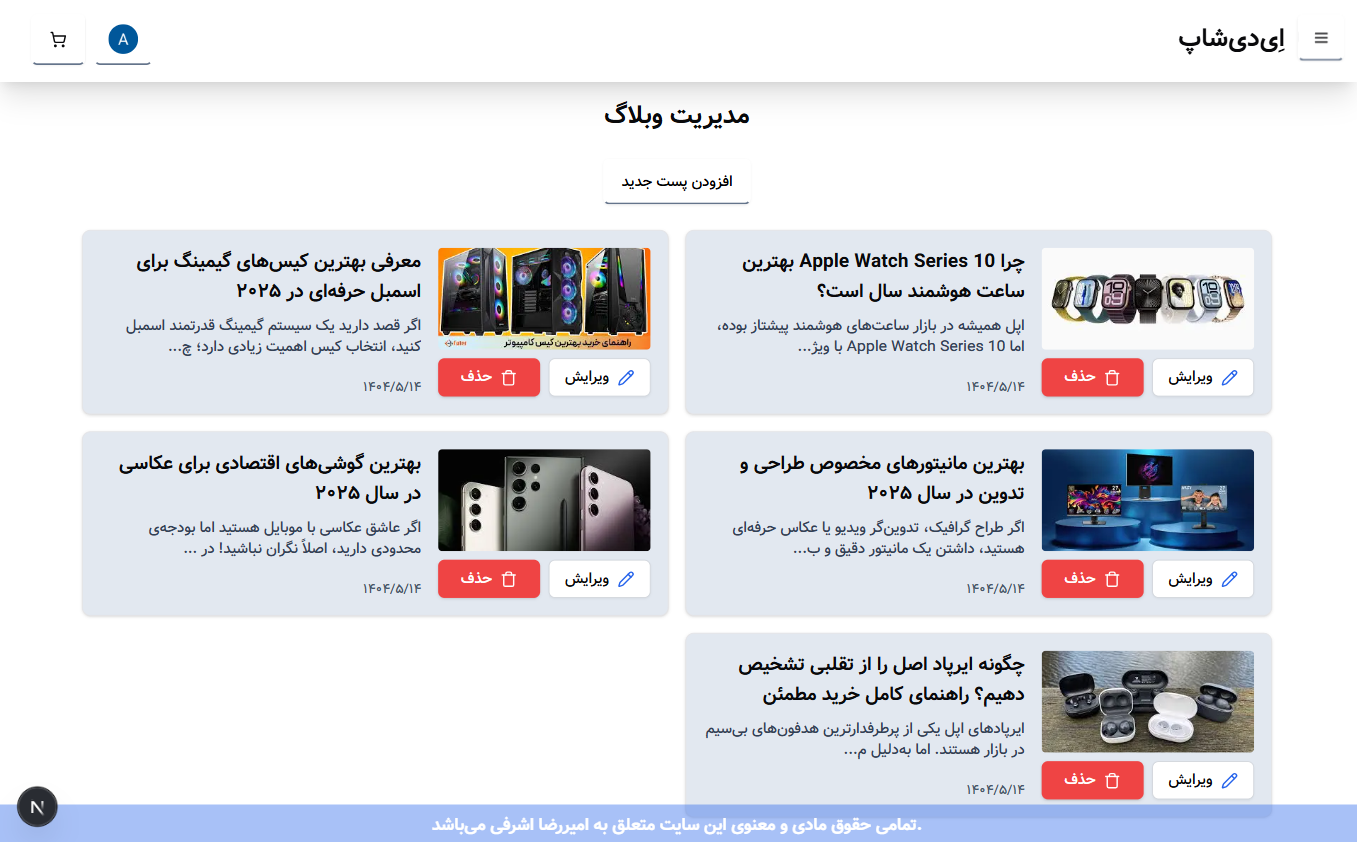 اِی‌دی‌شاپ
A
مدیریت وبلاگ
افزودن پست جدید
چرا Apple Watch Series 10 بهترین
ساعت هوشمند سال است؟
اپل همیشه در بازار ساعت‌های هوشمند پیشتاز بوده،
اما Apple Watch Series 10 با ویژ...
ویرایش
حذف
۱۴۰۴/۵/۱۴
راهنمای خرید بهترین کیس کامپیوتر
معرفی بهترین کیس‌های گیمینگ برای
اسمبل حرفه‌ای در ۲۰۲۵
اگر قصد دارید یک سیستم گیمینگ قدرتمند اسمبل
کنید، انتخاب کیس اهمیت زیادی دارد؛ چ...
ویرایش
حذف
۱۴۰۴/۵/۱۴
بهترین مانیتورهای مخصوص طراحی و
تدوین در سال ۲۰۲۵
اگر طراح گرافیک، تدوین‌گر ویدیو یا عکاس حرفه‌ای
هستید، داشتن یک مانیتور دقیق و ب...
ویرایش
حذف
۱۴۰۴/۵/۱۴
بهترین گوشی‌های اقتصادی برای عکاسی
در سال ۲۰۲۵
اگر عاشق عکاسی با موبایل هستید اما بودجه‌ی
محدودی دارید، اصلاً نگران نباشید! در ...
ویرایش
حذف
۱۴۰۴/۵/۱۴
چگونه ایرپاد اصل را از تقلبی تشخیص
دهیم؟ راهنمای کامل خرید مطمئن
ایرپادهای اپل یکی از پرطرفدارترین هدفون‌های بی‌سیم
در بازار هستند. اما به‌دلیل م...
ویرایش
حذف
۱۴۰۴/۵/۱۴
N
.تمامی حقوق مادی و معنوی این سایت متعلق به امیررضا اشرفی می‌باشد